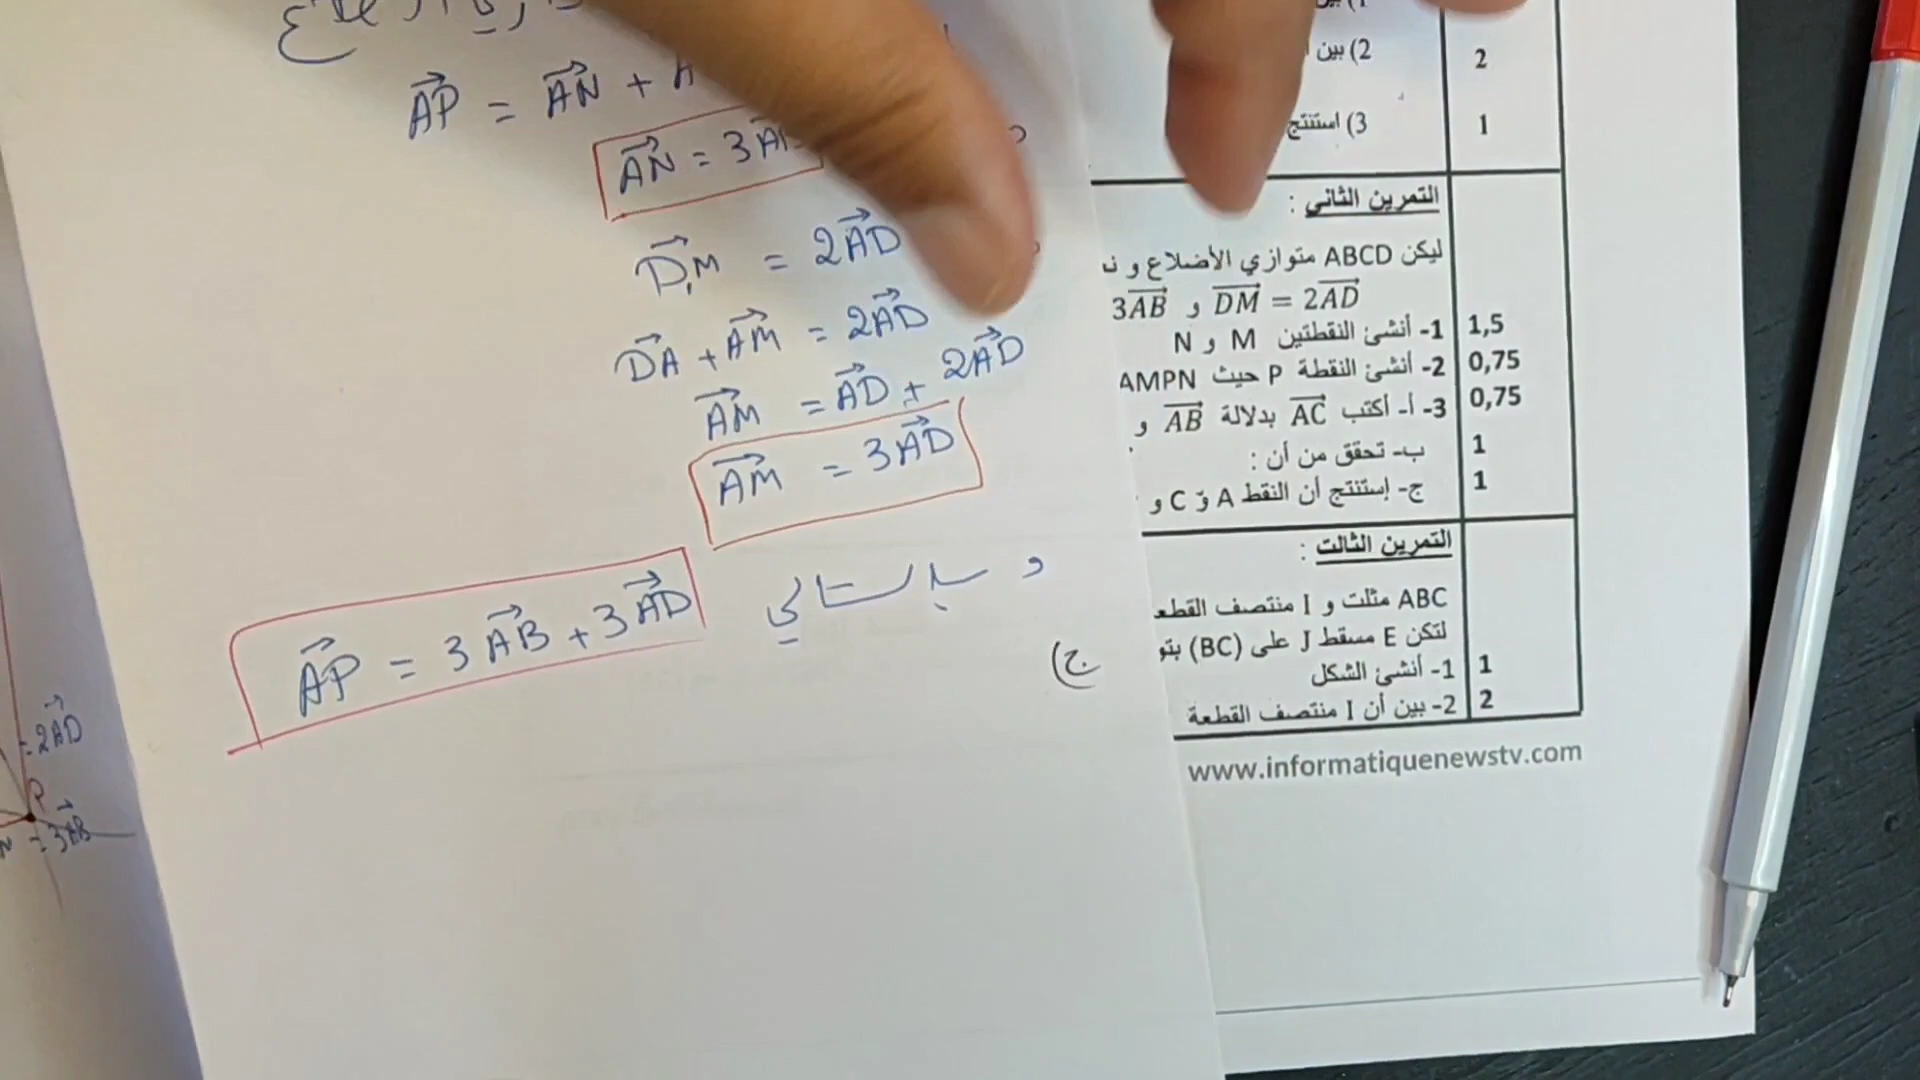 AP = AN + A
AN = 3A
DM = 2AD
DA + AM = 2AD
AM = AD + 2AD
AM = 3AD
و بالتالي
AP = 3AB + 3AD
ج)
= 2AD
P
= 3AB
2) بين 2
3) استنتج 1
التمرين الثاني :
ليكن ABCD متوازي الأضلاع و
3AB و DM = 2AD
1- أنشئ النقطتين M و N 1,5
2- أنشئ النقطة P حيث AMPN 0,75
3- أ- أكتب AC بدلالة AB و 0,75
ب- تحقق من أن : 1
ج- إستنتج أن النقط A و C و 1
التمرين الثالث :
ABC مثلث و I منتصف القطع
لتكن E مسقط J على (BC) بتو
1- أنشئ الشكل 1
2- بين أن I منتصف القطعة 2
www.informatiquenewstv.com